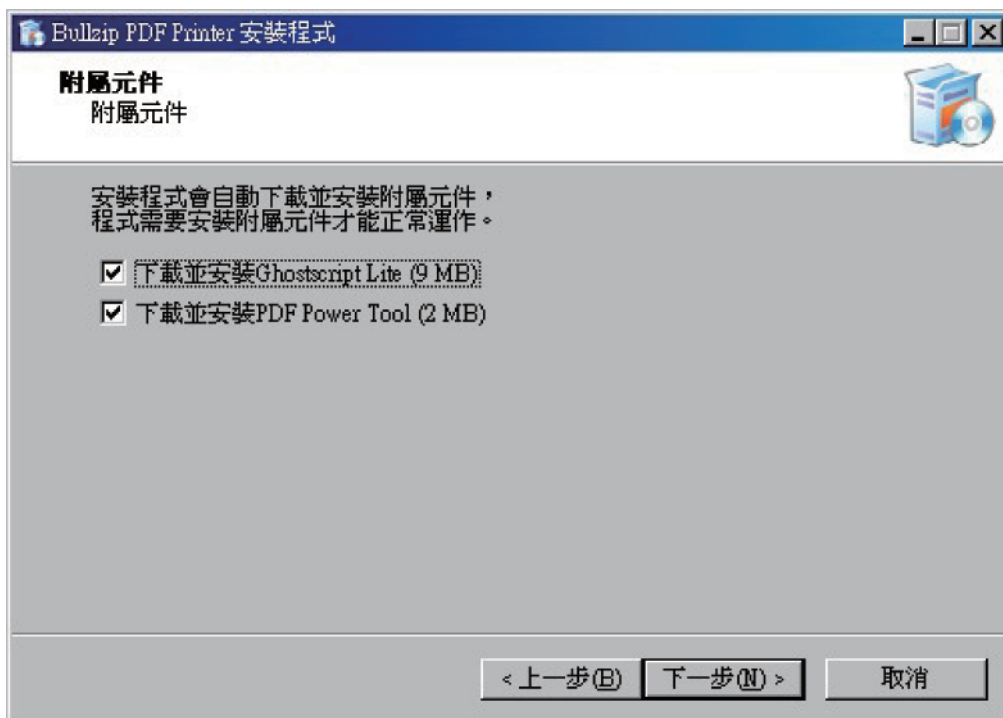 Bullzip PDF Printer 安裝程式
附屬元件
附屬元件
安裝程式會自動下載並安裝附屬元件，
程式需要安裝附屬元件才能正常運作。
下載並安裝Ghostscript Lite (9 MB)
下載並安裝PDF Power Tool (2 MB)
< 上一步(B) 下一步(N) > 取消